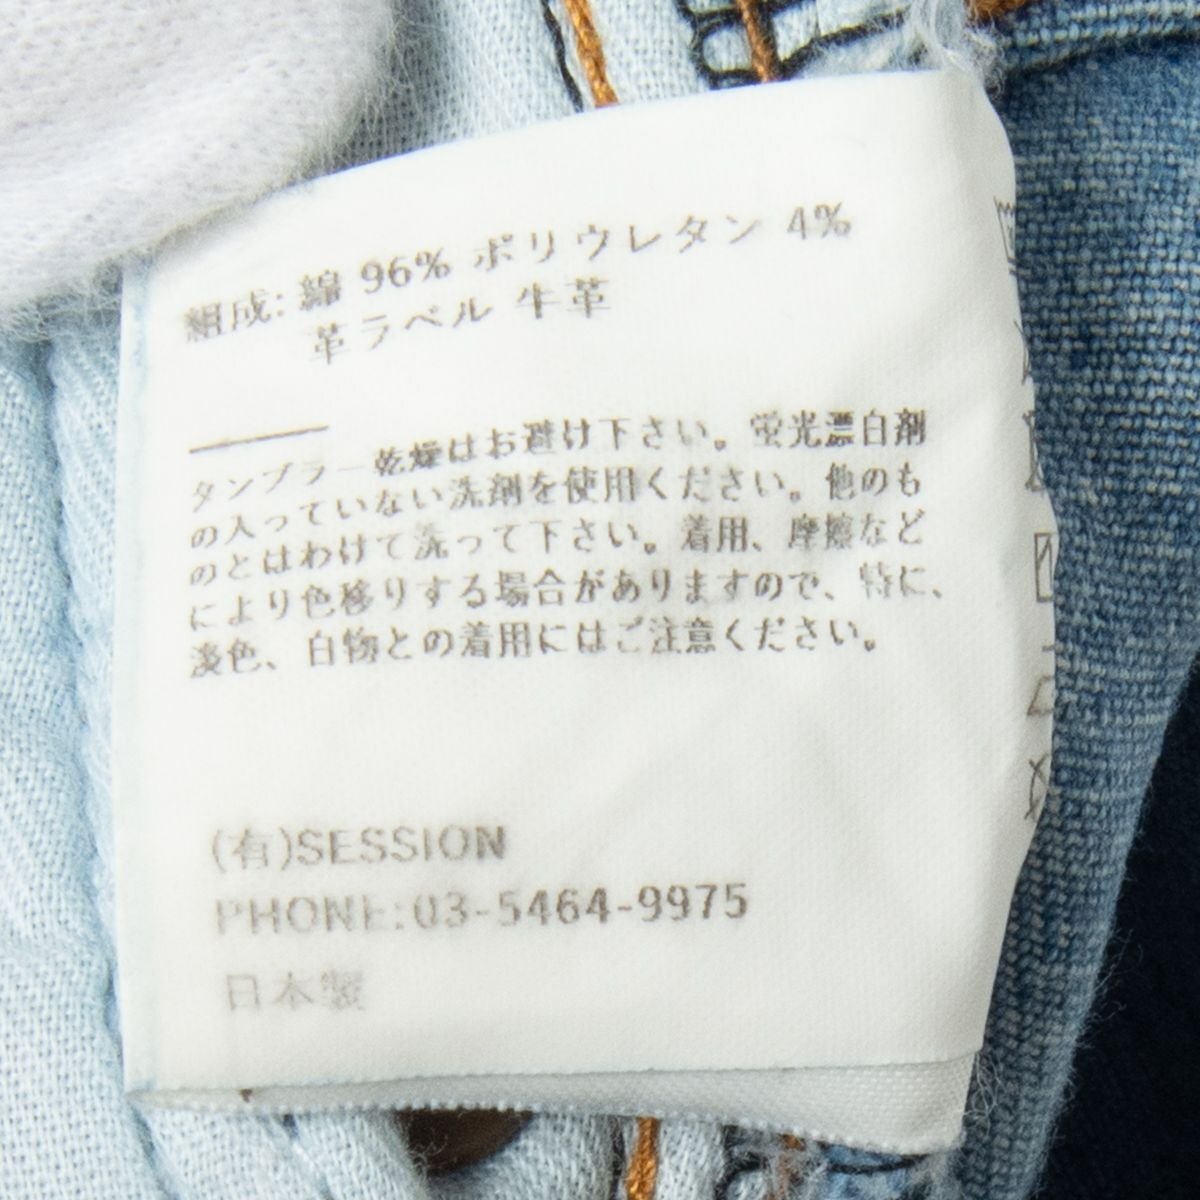 組成: 綿 96% ポリウレタン 4%
革ラベル 牛革
タンブラー乾燥はお避け下さい。蛍光漂白剤
の入っていない洗剤を使用ください。他のも
のとはわけて洗って下さい。着用、摩擦など
により色移りする場合がありますので、特に、
淡色、白物との着用にはご注意ください。
(有)SESSION
PHONE:03-5464-9975
日本製